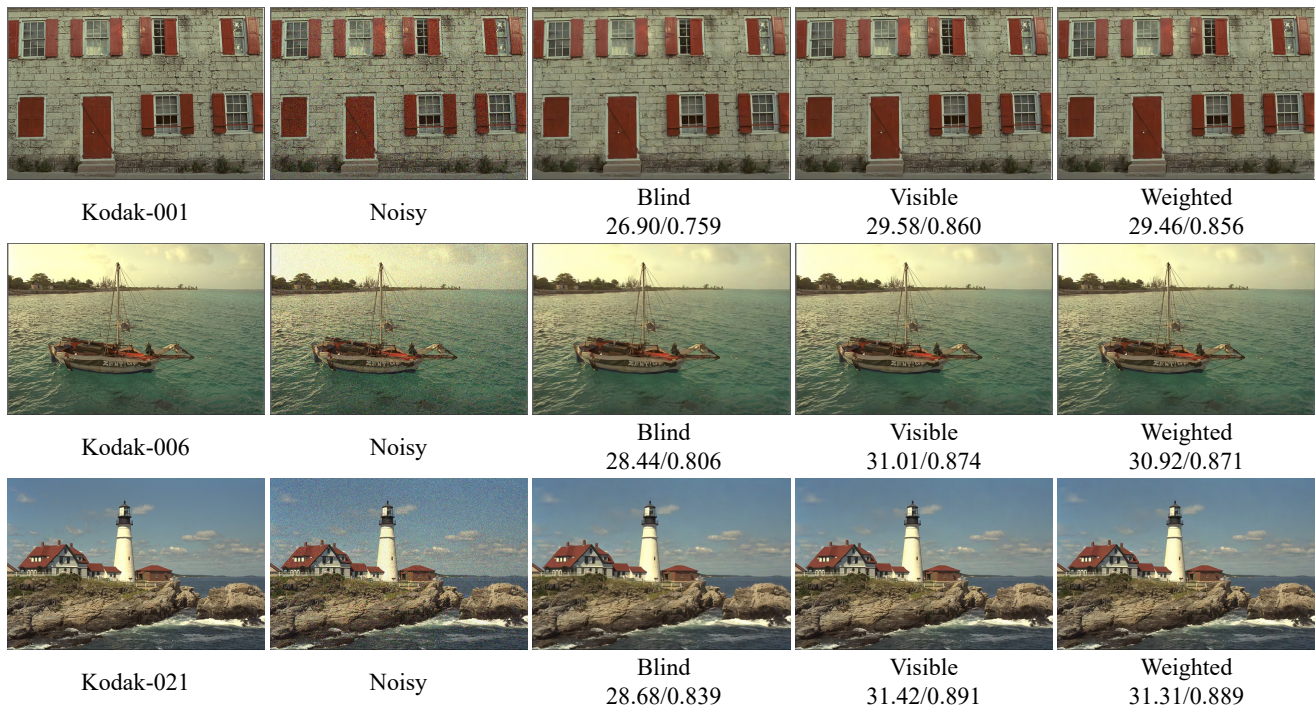 Kodak-001
Noisy
Blind
26.90/0.759
Visible
29.58/0.860
Weighted
29.46/0.856
Kodak-006
Noisy
Blind
28.44/0.806
Visible
31.01/0.874
Weighted
30.92/0.871
Kodak-021
Noisy
Blind
28.68/0.839
Visible
31.42/0.891
Weighted
31.31/0.889